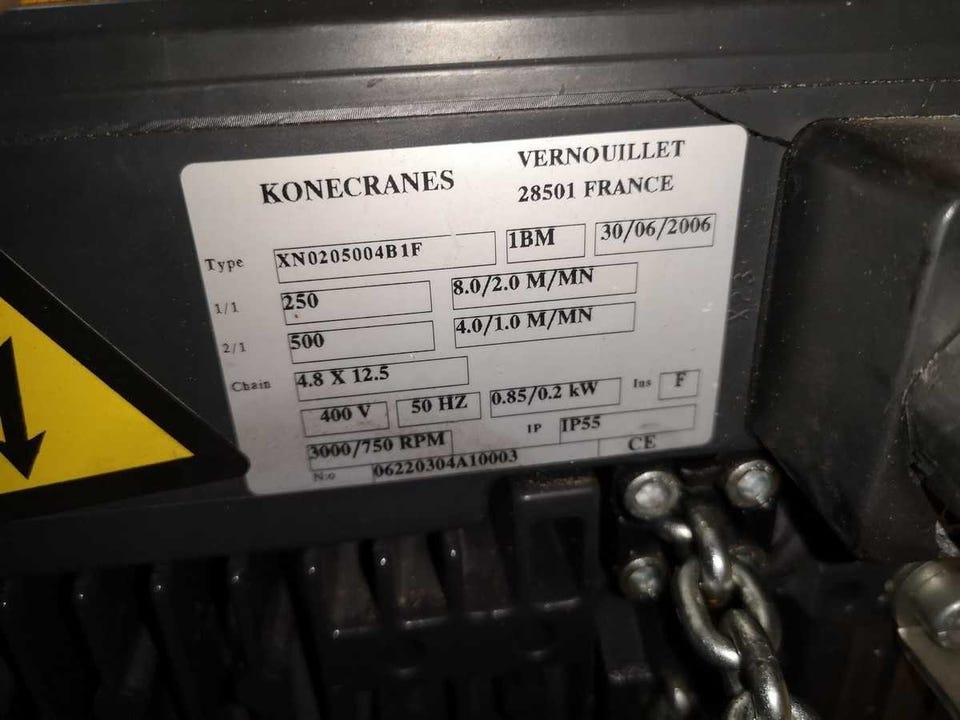 KONECRANES
VERNOUILLET
28501 FRANCE
Type XN0205004B1F 1BM 30/06/2006
1/1 250 8.0/2.0 M/MN
2/1 500 4.0/1.0 M/MN
Chain 4.8 X 12.5
400 V 50 HZ 0.85/0.2 kW Ins F
3000/750 RPM IP IP55
N:o 06220304A10003 CE